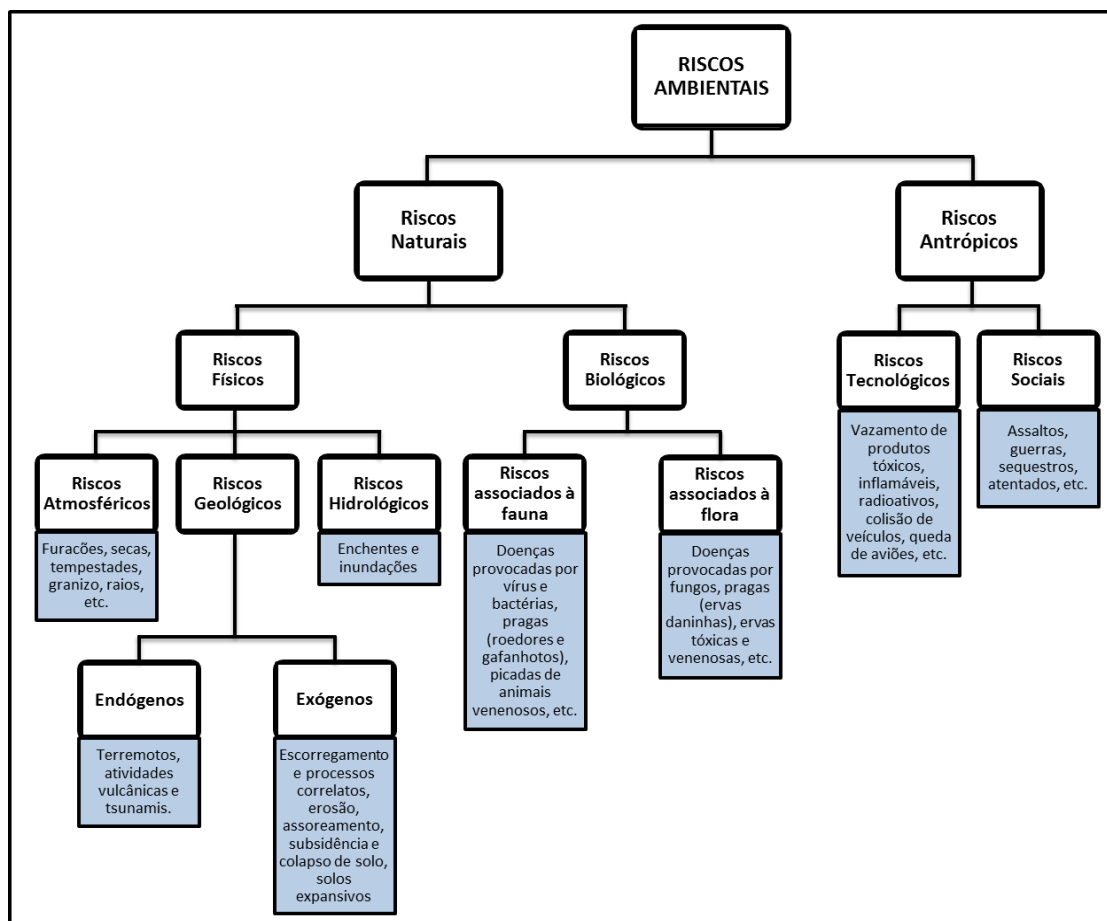 RISCOS
AMBIENTAIS
Riscos
Naturais
Riscos
Antrópicos
Riscos
Físicos
Riscos
Biológicos
Riscos
Tecnológicos
Vazamento de
produtos
tóxicos,
inflamáveis,
radioativos,
colisão de
veículos, queda
de aviões, etc.
Riscos
Sociais
Assaltos,
guerras,
sequestros,
atentados, etc.
Riscos
Atmosféricos
Furacões, secas,
tempestades,
granizo, raios,
etc.
Riscos
Geológicos
Riscos
Hidrológicos
Enchentes e
inundações
Riscos
associados à
fauna
Doenças
provocadas por
vírus e
bactérias,
pragas
(roedores e
gafanhotos),
picadas de
animais
venenosos, etc.
Riscos
associados à
flora
Doenças
provocadas por
fungos, pragas
(ervas
daninhas), ervas
tóxicas e
venenosas, etc.
Endógenos
Terremotos,
atividades
vulcânicas e
tsunamis.
Exógenos
Escorregamento
e processos
correlatos,
erosão,
assoreamento,
subsidência e
colapso de solo,
solos
expansivos